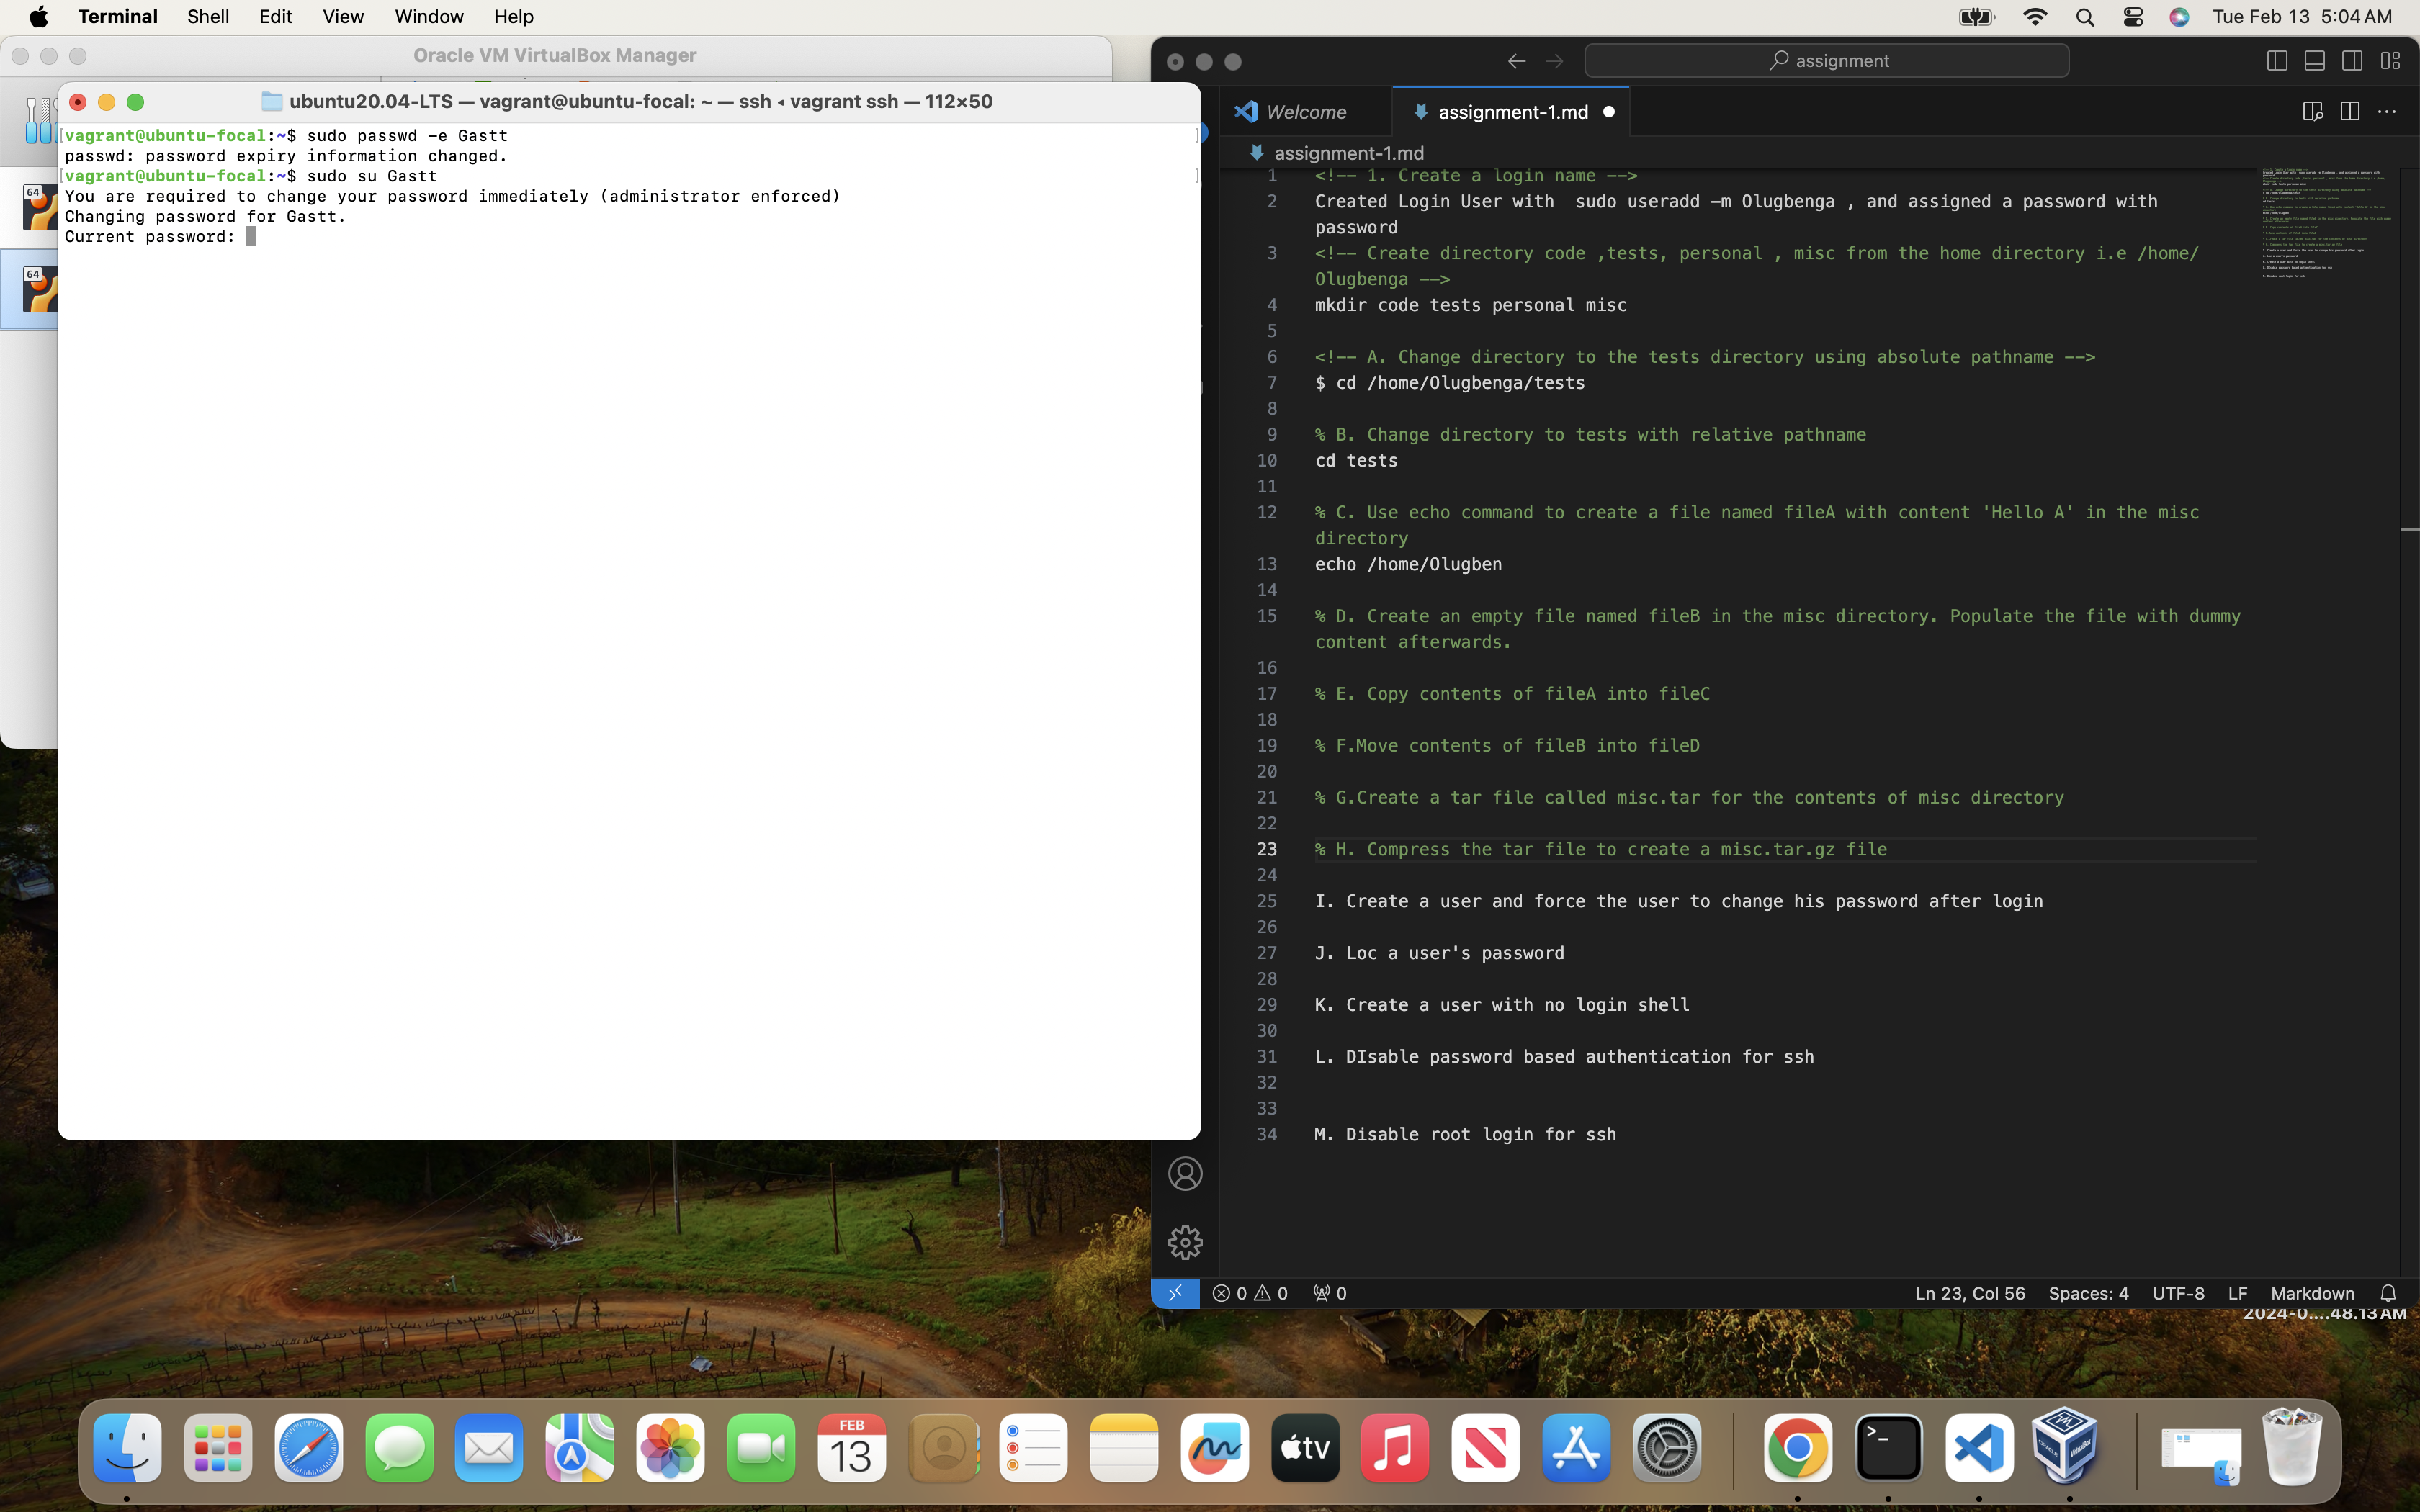 Terminal Shell Edit View Window Help Tue Feb 13 5:04 AM
Oracle VM VirtualBox Manager
64
64
ubuntu20.04-LTS — vagrant@ubuntu-focal: ~ — ssh ◂ vagrant ssh — 112×50
vagrant@ubuntu-focal:~$ sudo passwd -e Gastt
passwd: password expiry information changed.
vagrant@ubuntu-focal:~$ sudo su Gastt
You are required to change your password immediately (administrator enforced)
Changing password for Gastt.
Current password:
assignment
Welcome assignment-1.md
assignment-1.md
1 <!-- 1. Create a login name -->
2 Created Login User with  sudo useradd -m Olugbenga , and assigned a password with
password
3 <!-- Create directory code ,tests, personal , misc from the home directory i.e /home/
Olugbenga -->
4 mkdir code tests personal misc
5
6 <!-- A. Change directory to the tests directory using absolute pathname -->
7 $ cd /home/Olugbenga/tests
8
9 % B. Change directory to tests with relative pathname
10 cd tests
11
12 % C. Use echo command to create a file named fileA with content 'Hello A' in the misc
directory
13 echo /home/Olugben
14
15 % D. Create an empty file named fileB in the misc directory. Populate the file with dummy
content afterwards.
16
17 % E. Copy contents of fileA into fileC
18
19 % F.Move contents of fileB into fileD
20
21 % G.Create a tar file called misc.tar for the contents of misc directory
22
23 % H. Compress the tar file to create a misc.tar.gz file
24
25 I. Create a user and force the user to change his password after login
26
27 J. Loc a user's password
28
29 K. Create a user with no login shell
30
31 L. DIsable password based authentication for ssh
32
33
34 M. Disable root login for ssh
0 0 0 Ln 23, Col 56 Spaces: 4 UTF-8 LF Markdown
2024-0....48.13 AM
FEB
13
tv